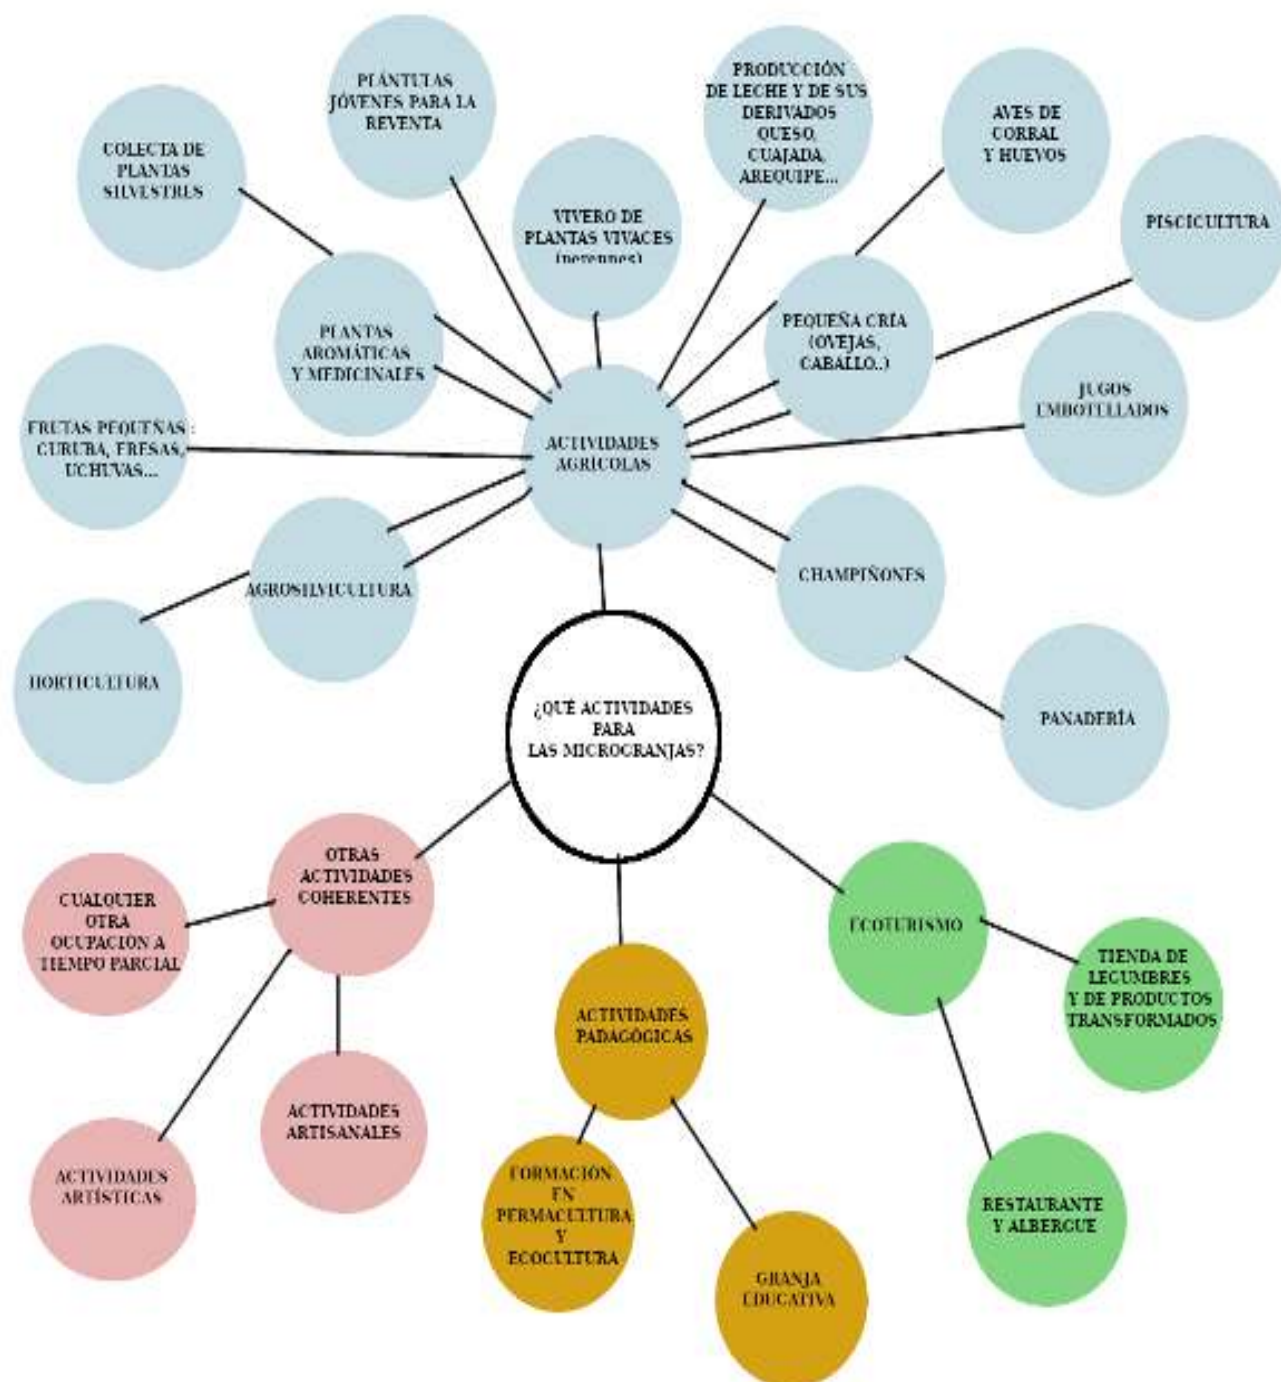 PLÁNTULAS
JÓVENES PARA LA
REVENTA
PRODUCCIÓN
DE LECHE Y DE SUS
DERIVADOS
QUESO,
CUAJADA,
AREQUIPE...
AVES DE
CORRAL
Y HUEVOS
COLECTA DE
PLANTAS
SILVESTRES
VIVERO DE
PLANTAS VIVACES
(perennes)
PISCICULTURA
PLANTAS
AROMÁTICAS
Y MEDICINALES
PEQUEÑA CRÍA
(OVEJAS,
CABALLO..)
JUGOS
EMBOTELLADOS
FRUTAS PEQUEÑAS :
CURUBA, FRESAS,
UCHUVAS...
ACTIVIDADES
AGRÍCOLAS
AGROSILVICULTURA
CHAMPIÑONES
HORTICULTURA
PANADERÍA
¿QUÉ ACTIVIDADES
PARA
LAS MICROGRANJAS?
OTRAS
ACTIVIDADES
COHERENTES
CUALQUIER
OTRA
OCUPACIÓN A
TIEMPO PARCIAL
ACTIVIDADES
ARTESANALES
ACTIVIDADES
ARTÍSTICAS
ACTIVIDADES
PADAGÓGICAS
FORMACIÓN
EN
PERMACULTURA
Y
ECOCULTURA
GRANJA
EDUCATIVA
ECOTURISMO
TIENDA DE
LEGUMBRES
Y DE PRODUCTOS
TRANSFORMADOS
RESTAURANTE
Y ALBERGUE